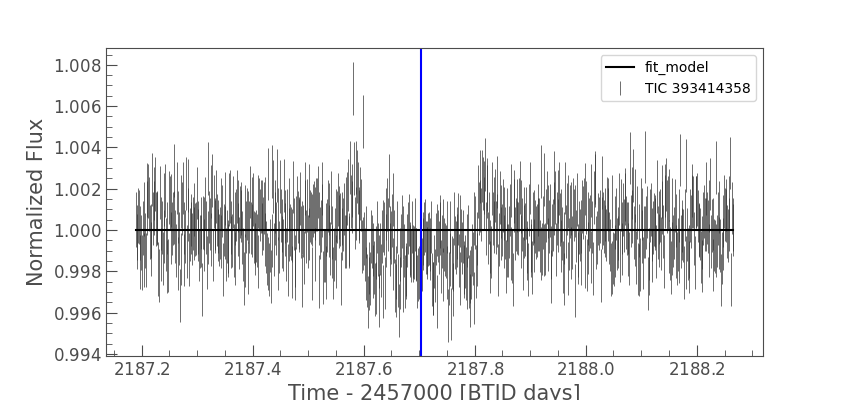 1.008
1.006
1.004
1.002
1.000
0.998
0.996
0.994
Normalized Flux
fit_model
TIC 393414358
2187.2 2187.4 2187.6 2187.8 2188.0 2188.2
Time - 2457000 [BTJD days]